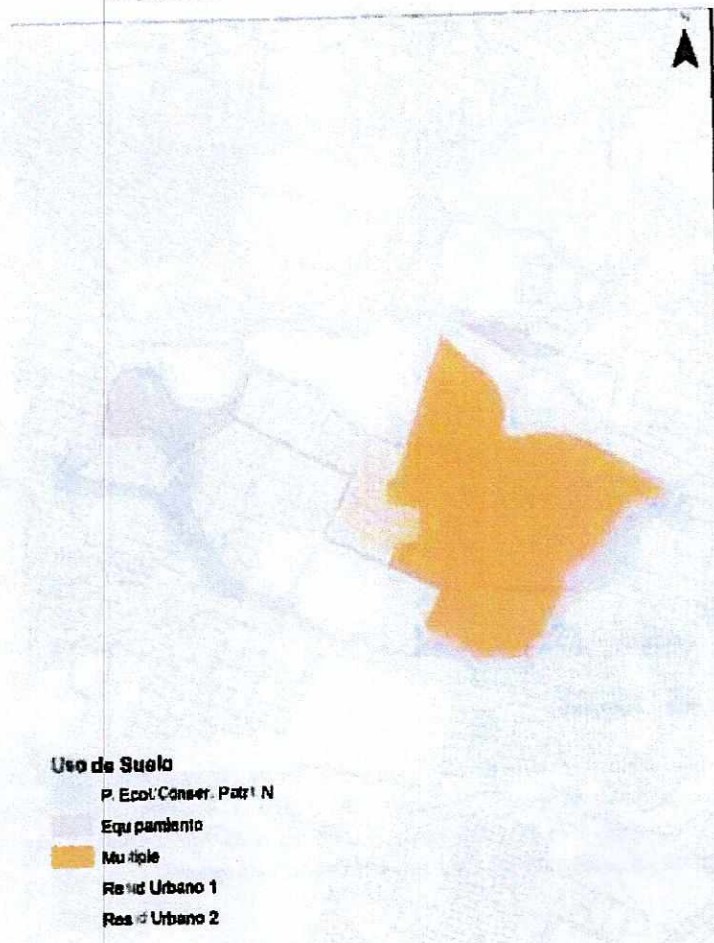 N
Uso de Suelo
P. Ecol/Conser. Patri N
Equipamiento
Multiple
Resid Urbano 1
Resid Urbano 2